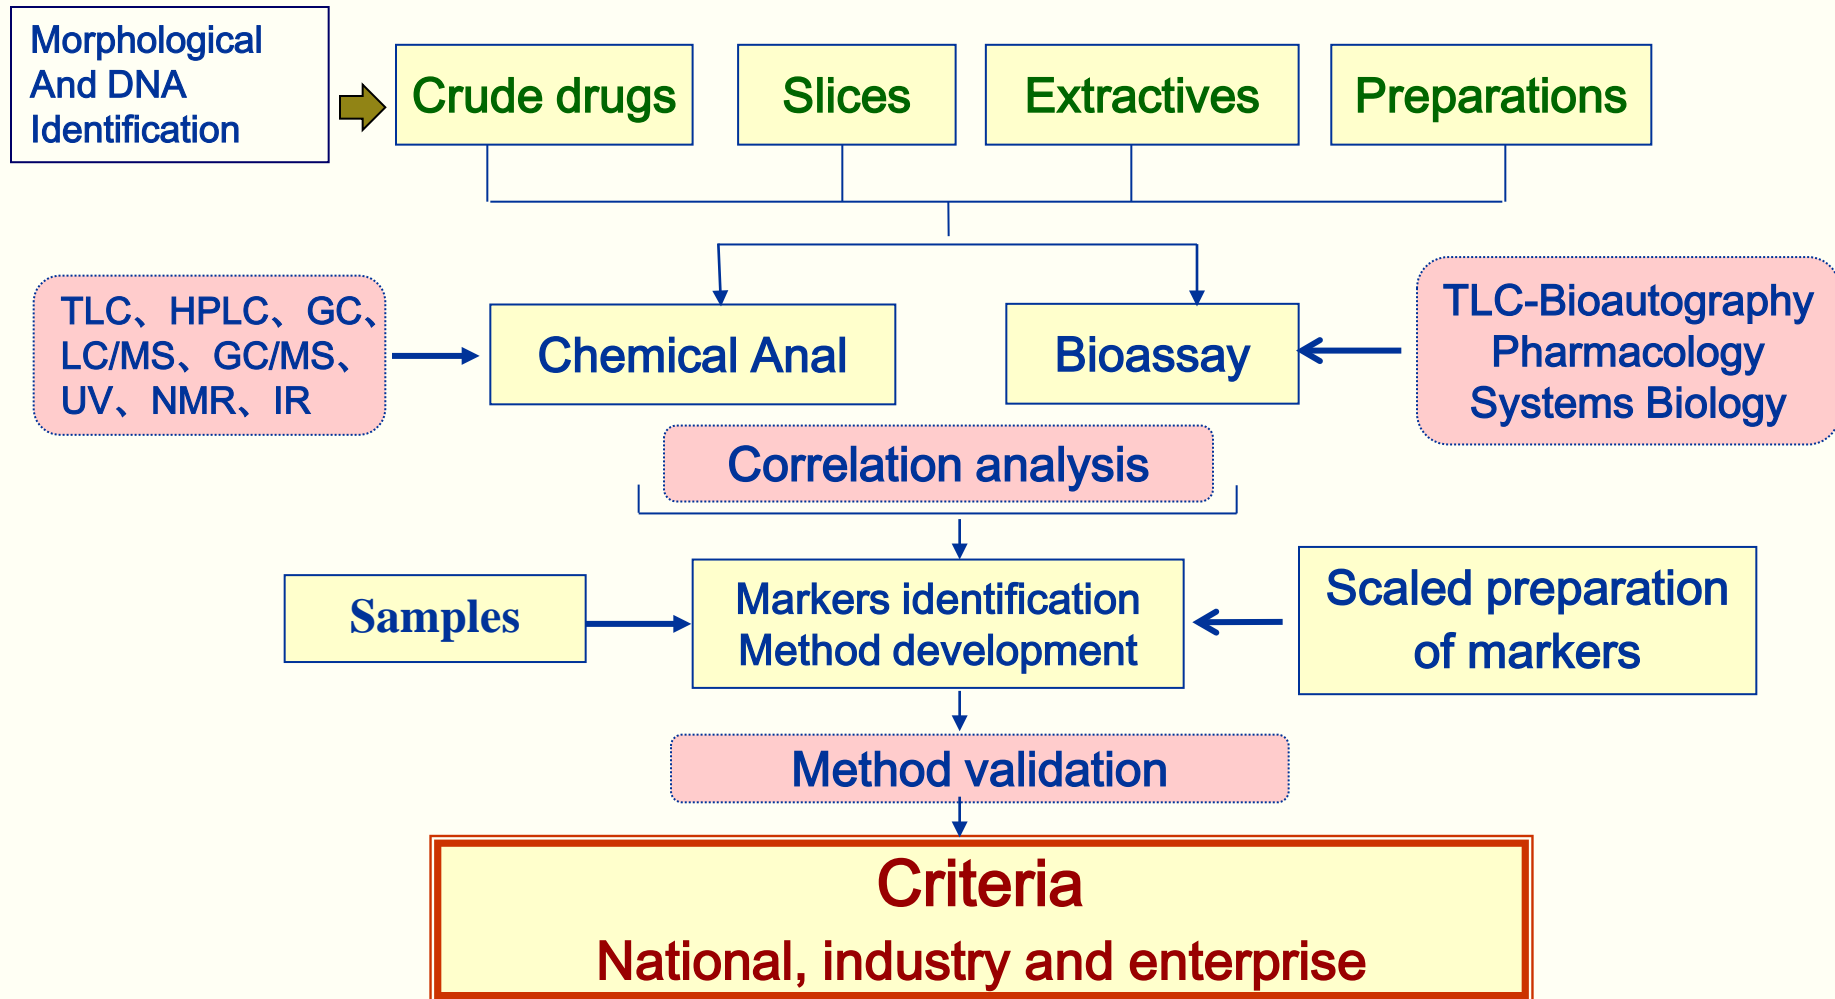 Morphological
And DNA
Identification
Crude drugs
Slices
Extractives
Preparations
TLC、HPLC、GC、
LC/MS、GC/MS、
UV、NMR、IR
Chemical Anal
Bioassay
TLC-Bioautography
Pharmacology
Systems Biology
Correlation analysis
Samples
Markers identification
Method development
Scaled preparation
of markers
Method validation
Criteria
National, industry and enterprise